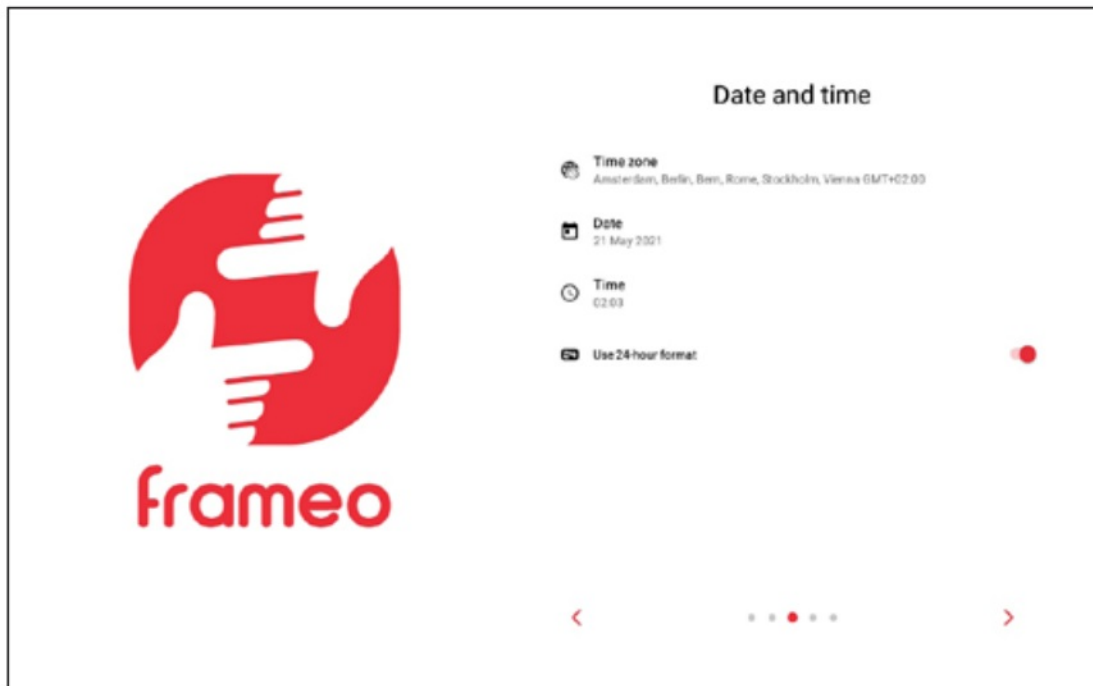 Date and time
Time zone
Amsterdam, Berlin, Bern, Rome, Stockholm, Vienna GMT+02:00
Date
21 May 2021
Time
02:03
Use 24-hour format
frameo